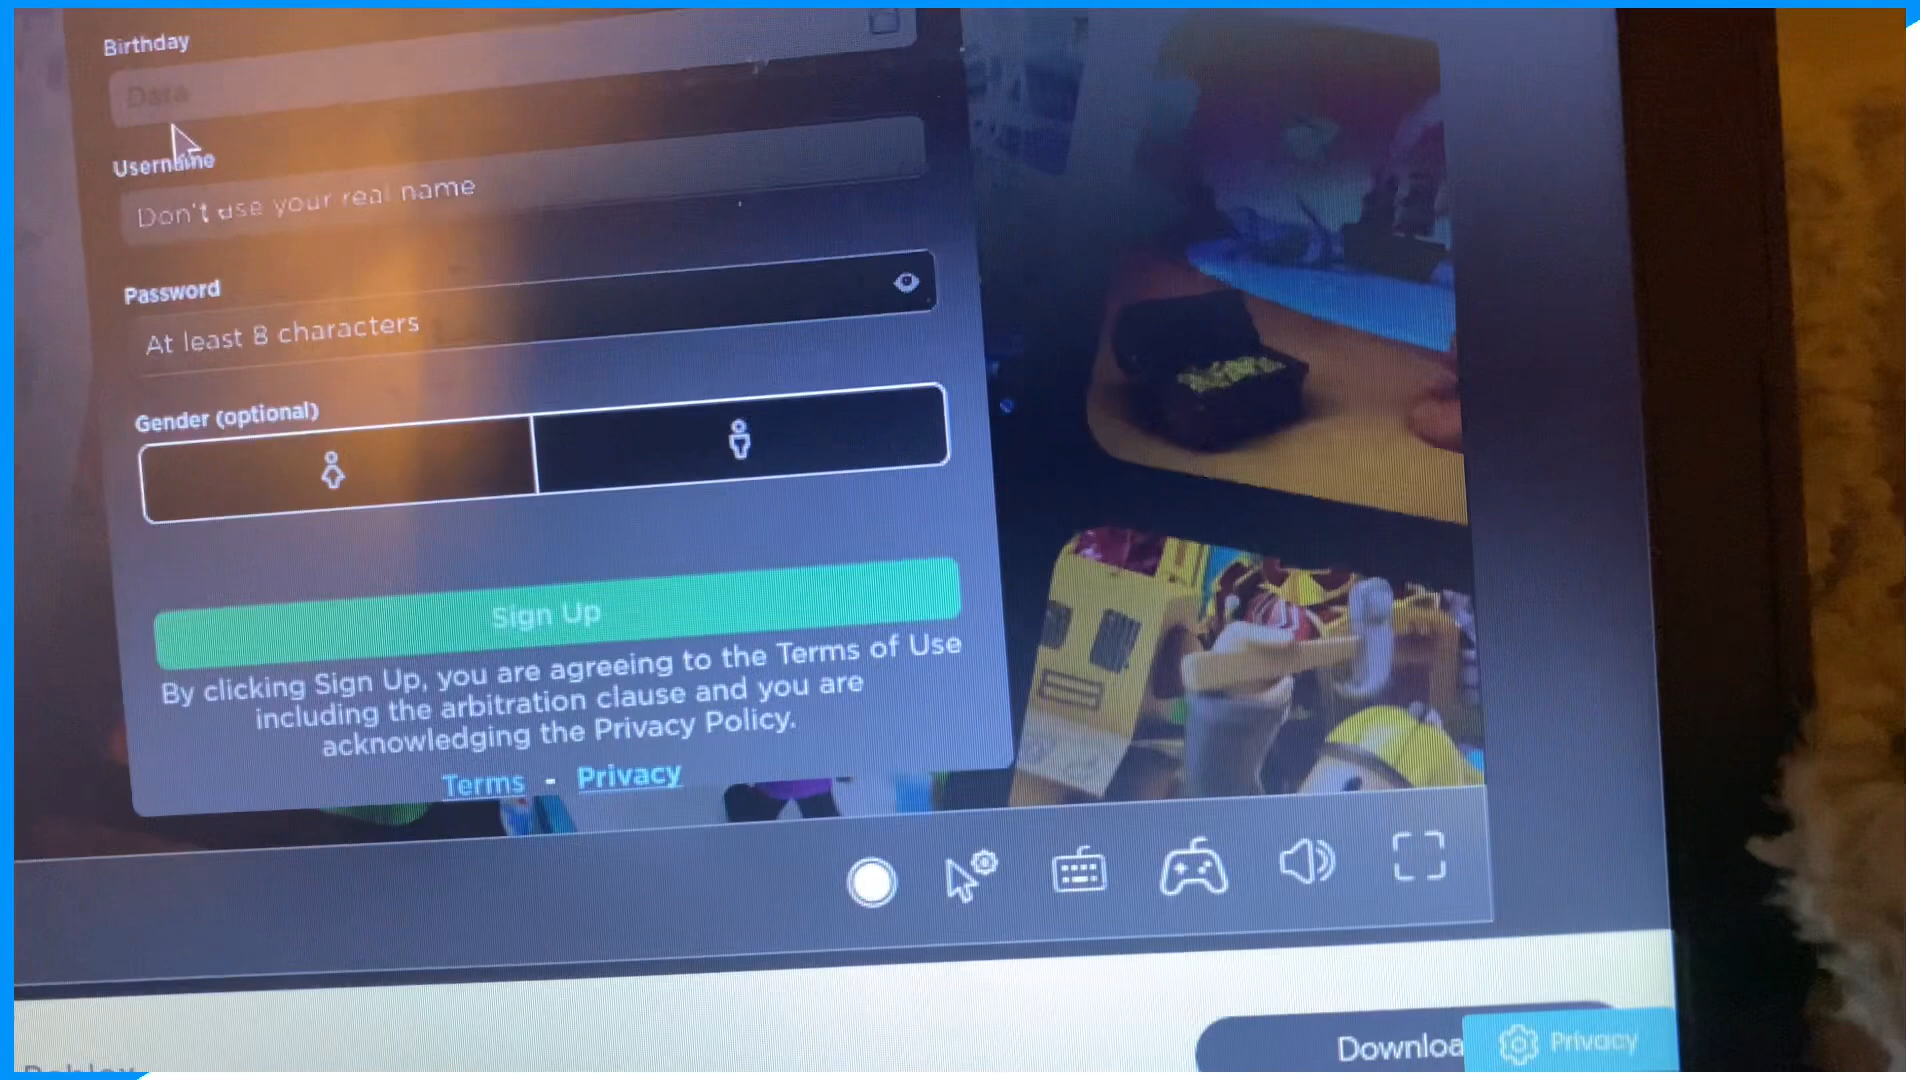 Birthday
Data
Username
Don't use your real name
Password
At least 8 characters
Gender (optional)
Sign Up
By clicking Sign Up, you are agreeing to the Terms of Use
including the arbitration clause and you are
acknowledging the Privacy Policy.
Terms - Privacy
Downloa
Privacy
Roblox